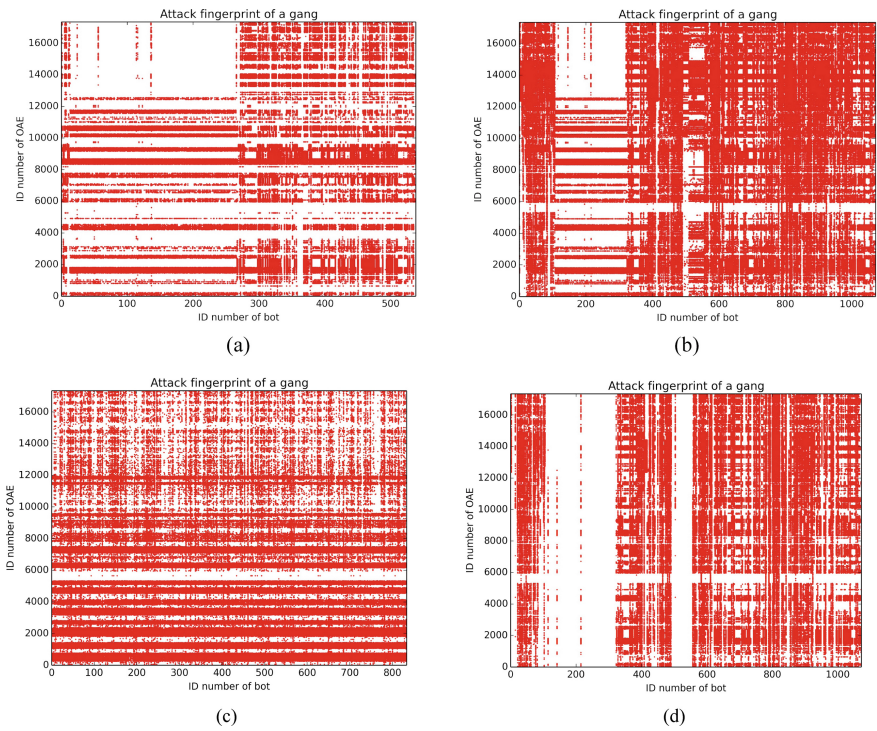 Attack fingerprint of a gang
16000
14000
12000
10000
8000
6000
4000
2000
0
ID number of OAE
0 100 200 300 400 500
ID number of bot
(a)
Attack fingerprint of a gang
16000
14000
12000
10000
8000
6000
4000
2000
0
ID number of OAE
0 200 400 600 800 1000
ID number of bot
(b)
Attack fingerprint of a gang
16000
14000
12000
10000
8000
6000
4000
2000
0
ID number of OAE
0 100 200 300 400 500 600 700 800
ID number of bot
(c)
Attack fingerprint of a gang
16000
14000
12000
10000
8000
6000
4000
2000
0
ID number of OAE
0 200 400 600 800 1000
ID number of bot
(d)